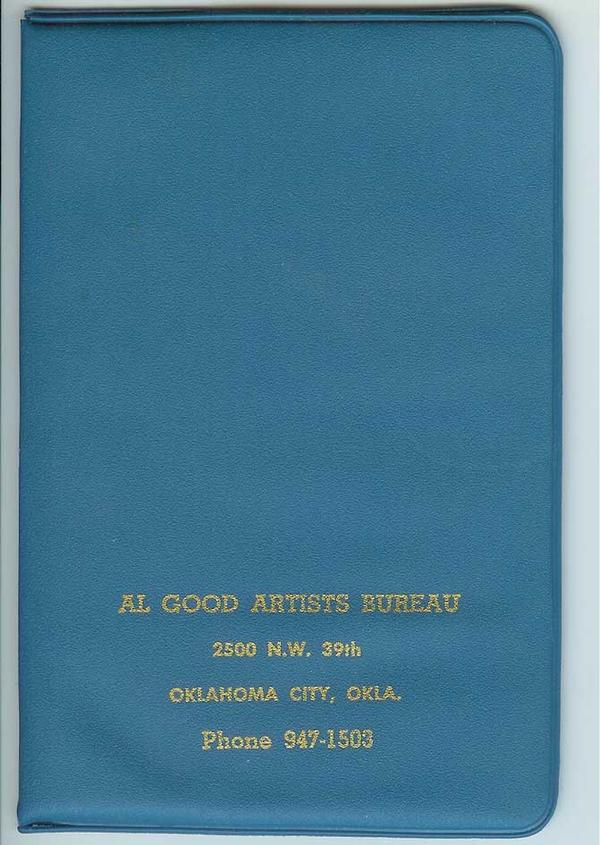 AL GOOD ARTISTS BUREAU
2500 N.W. 39th
OKLAHOMA CITY, OKLA.
Phone 947-1503